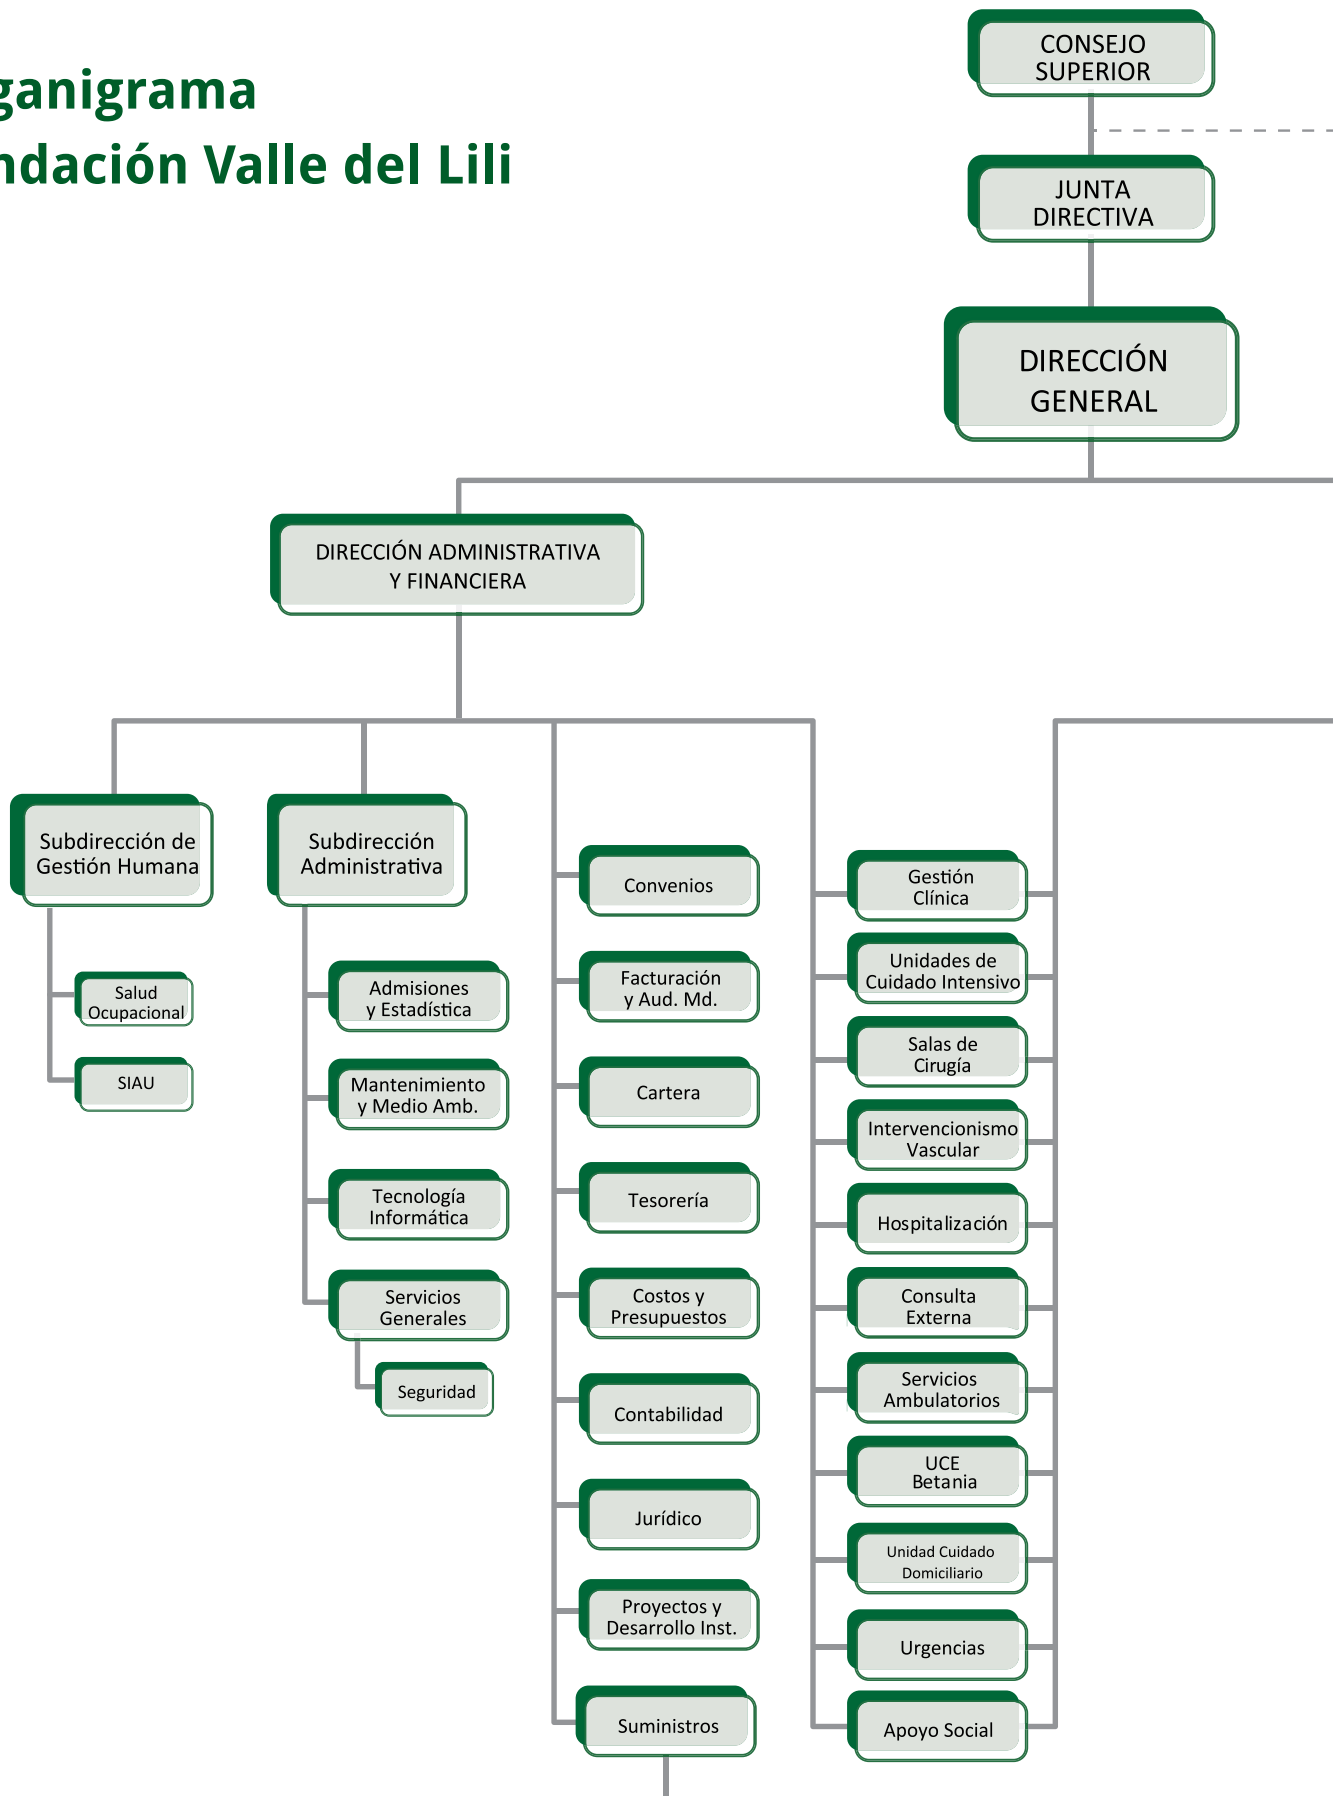 ganigrama
ndación Valle del Lili
CONSEJO
SUPERIOR
JUNTA
DIRECTIVA
DIRECCIÓN
GENERAL
DIRECCIÓN ADMINISTRATIVA
Y FINANCIERA
Subdirección de
Gestión Humana
Salud
Ocupacional
SIAU
Subdirección
Administrativa
Admisiones
y Estadística
Mantenimiento
y Medio Amb.
Tecnología
Informática
Servicios
Generales
Seguridad
Convenios
Facturación
y Aud. Md.
Cartera
Tesorería
Costos y
Presupuestos
Contabilidad
Jurídico
Proyectos y
Desarrollo Inst.
Suministros
Gestión
Clínica
Unidades de
Cuidado Intensivo
Salas de
Cirugía
Intervencionismo
Vascular
Hospitalización
Consulta
Externa
Servicios
Ambulatorios
UCE
Betania
Unidad Cuidado
Domiciliario
Urgencias
Apoyo Social